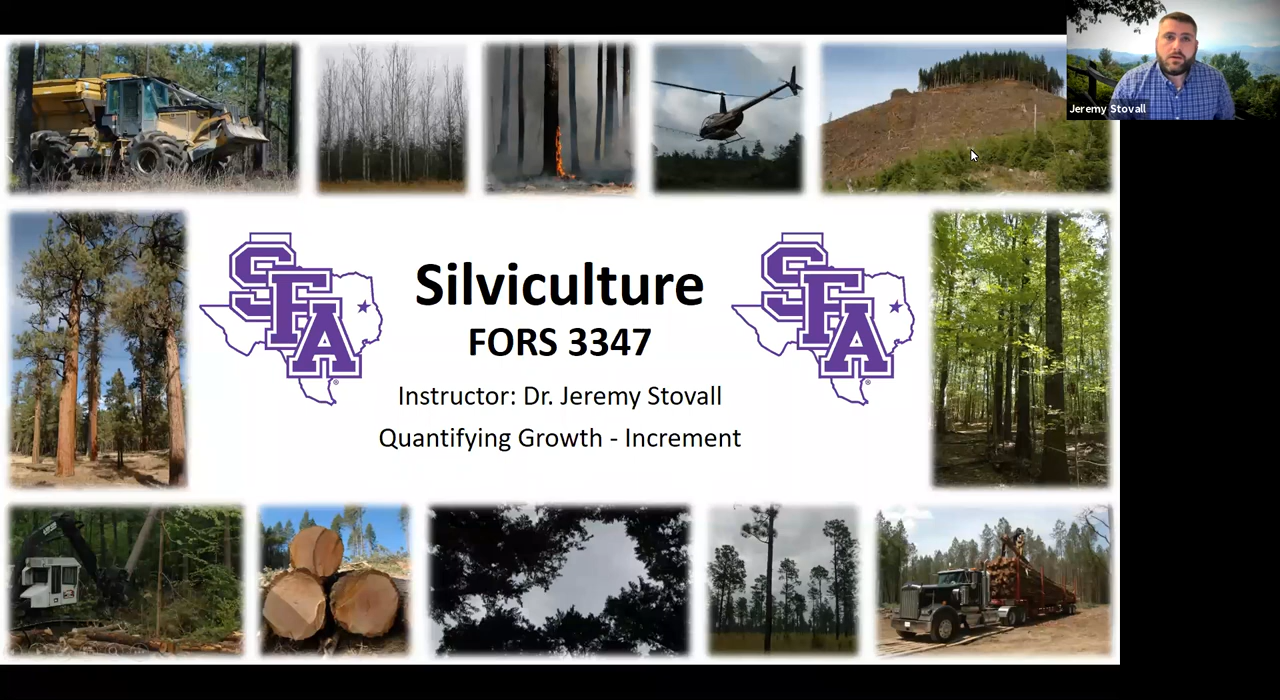 Jeremy Stovall
SFA
SFA
Silviculture
FORS 3347
Instructor: Dr. Jeremy Stovall
Quantifying Growth - Increment